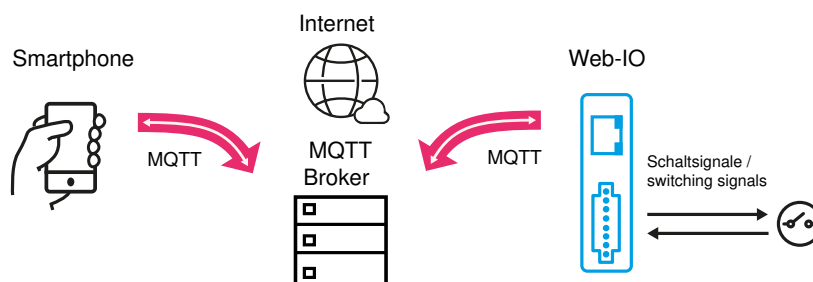 Internet
Smartphone
Web-IO
MQTT
MQTT
Broker
MQTT
Schaltsignale /
switching signals